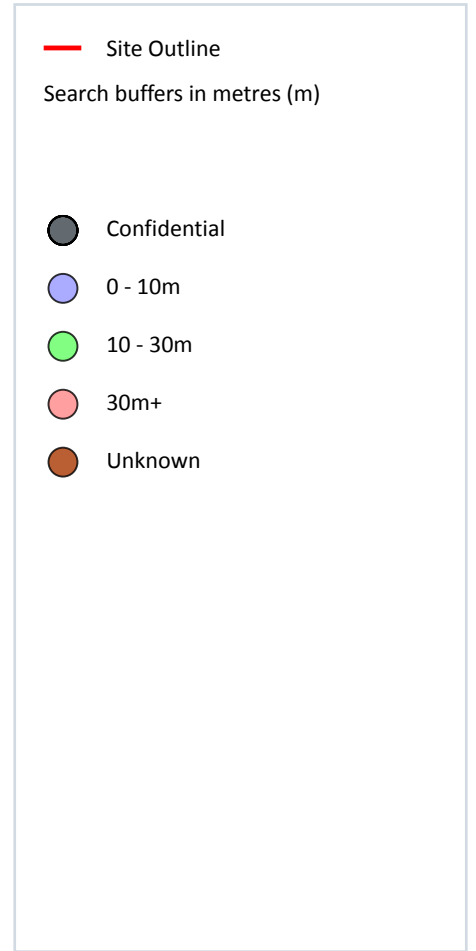 Site Outline
Search buffers in metres (m)
Confidential
0 - 10m
10 - 30m
30m+
Unknown